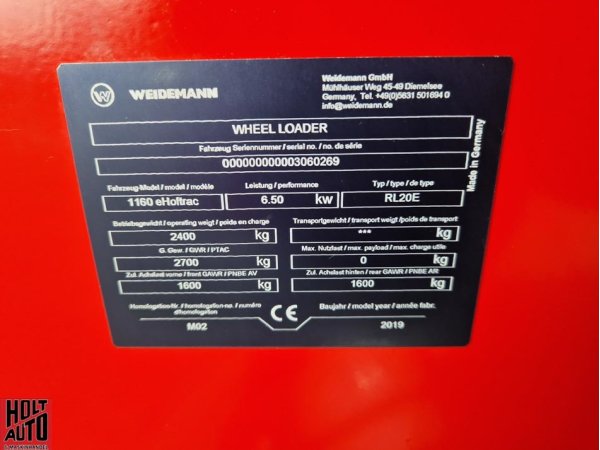 WEIDEMANN
Weidemann GmbH
Mühlhäuser Weg 45-49 Diemelsee
Germany, Tel. +49(0)5631 501694 0
info@weidemann.de
WHEEL LOADER
Fahrzeug Seriennummer / serial no. / no. de série
000000000003060269
Fahrzeug-Model / model / modèle
Leistung / performance
Typ / type / de type
1160 eHoftrac
6.50 kw
RL20E
Betriebsgewicht / operating weigt / poids en charge
Transportgewicht / transport weigt /poids de transport
2400 kg
*** kg
G. Gew. / GWR / PTAC
Max. Nutzlast / max. payload / max. charge utile
2700 kg
0 kg
Zul. Achslast vorne / front GAWR / PNBE AV
Zul. Achslast hinten / rear GAWR / PNBE AR
1600 kg
1600 kg
Homologation-Nr. / homologation-no. / numéro d'homologation
M02
CE
Baujahr / model year / année fabr.
2019
Made in Germany
HOLT
AUTO